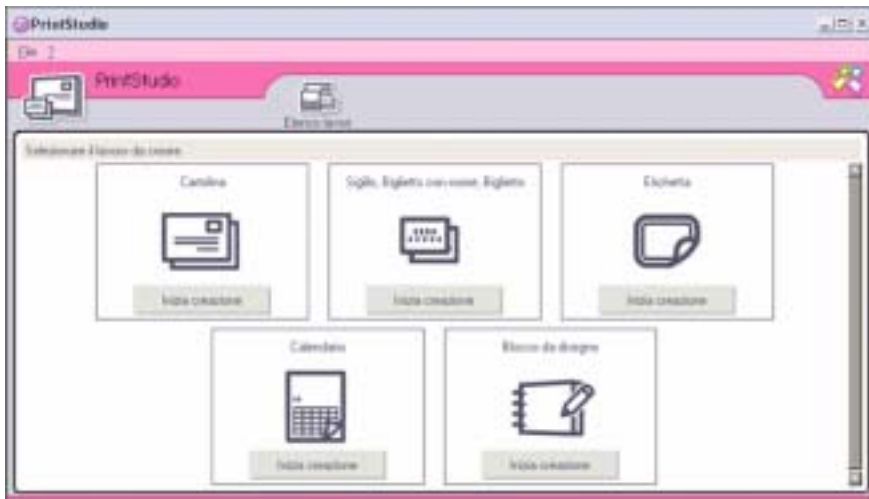 PrintStudio
File ?
PrintStudio
Elenco lavori
Selezionare il lavoro da creare.
Cartolina
Sigillo, Biglietto con nome, Biglietto
Etichetta
Inizia creazione
Inizia creazione
Inizia creazione
Calendario
Blocco da disegno
Inizia creazione
Inizia creazione